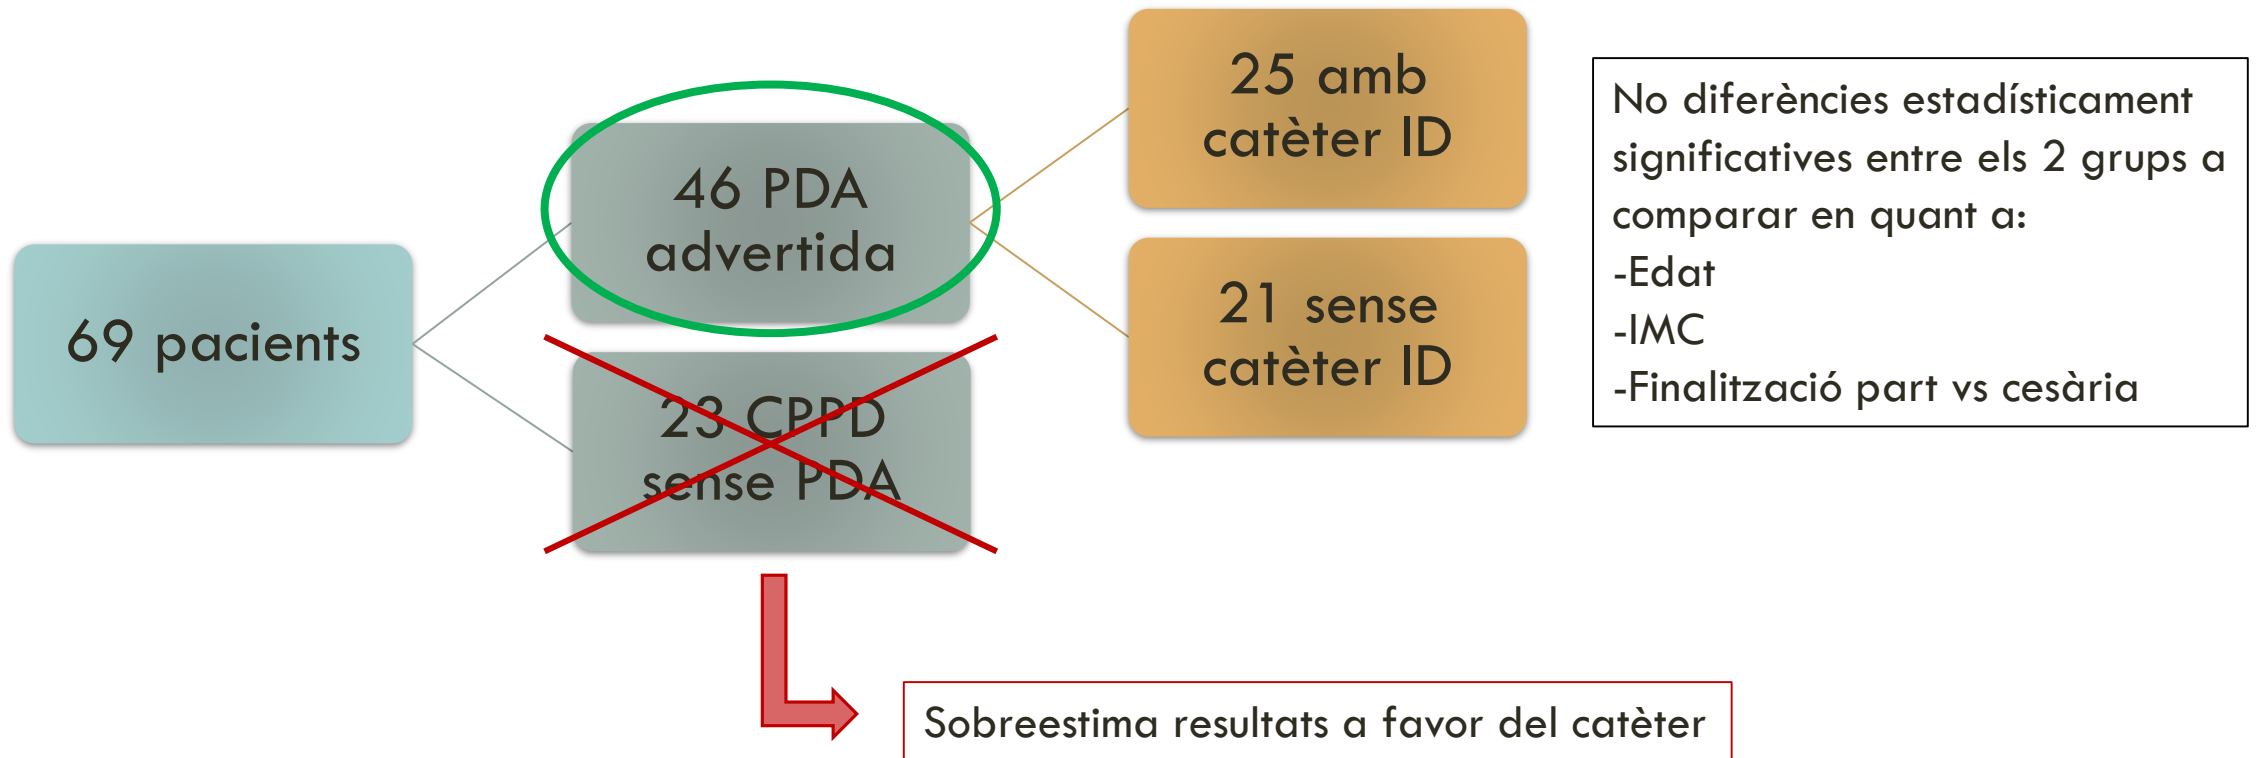 69 pacients
46 PDA
advertida
23 CPPD
sense PDA
25 amb
catèter ID
21 sense
catèter ID
No diferències estadísticament
significatives entre els 2 grups a
comparar en quant a:
-Edat
-IMC
-Finalització part vs cesària
Sobreestima resultats a favor del catèter